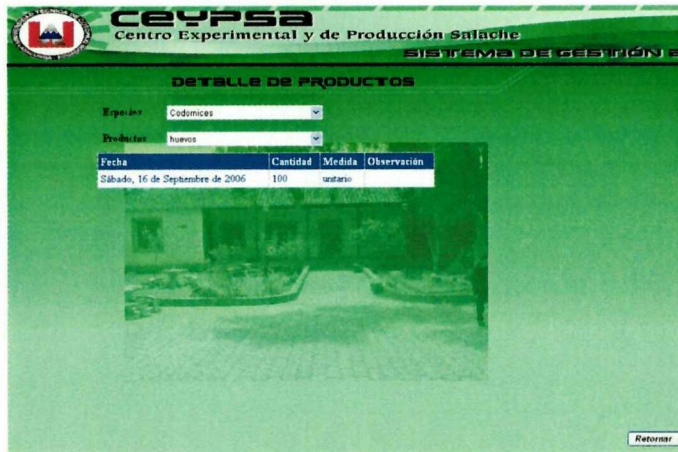 CEYPSA
Centro Experimental y de Producción Salache
SISTEMA DE GESTIÓN
DETALLE DE PRODUCTOS
Especies Codornices
Productos huevos
Fecha Cantidad Medida Observación
Sábado, 16 de Septiembre de 2006 100 unitario
Retornar